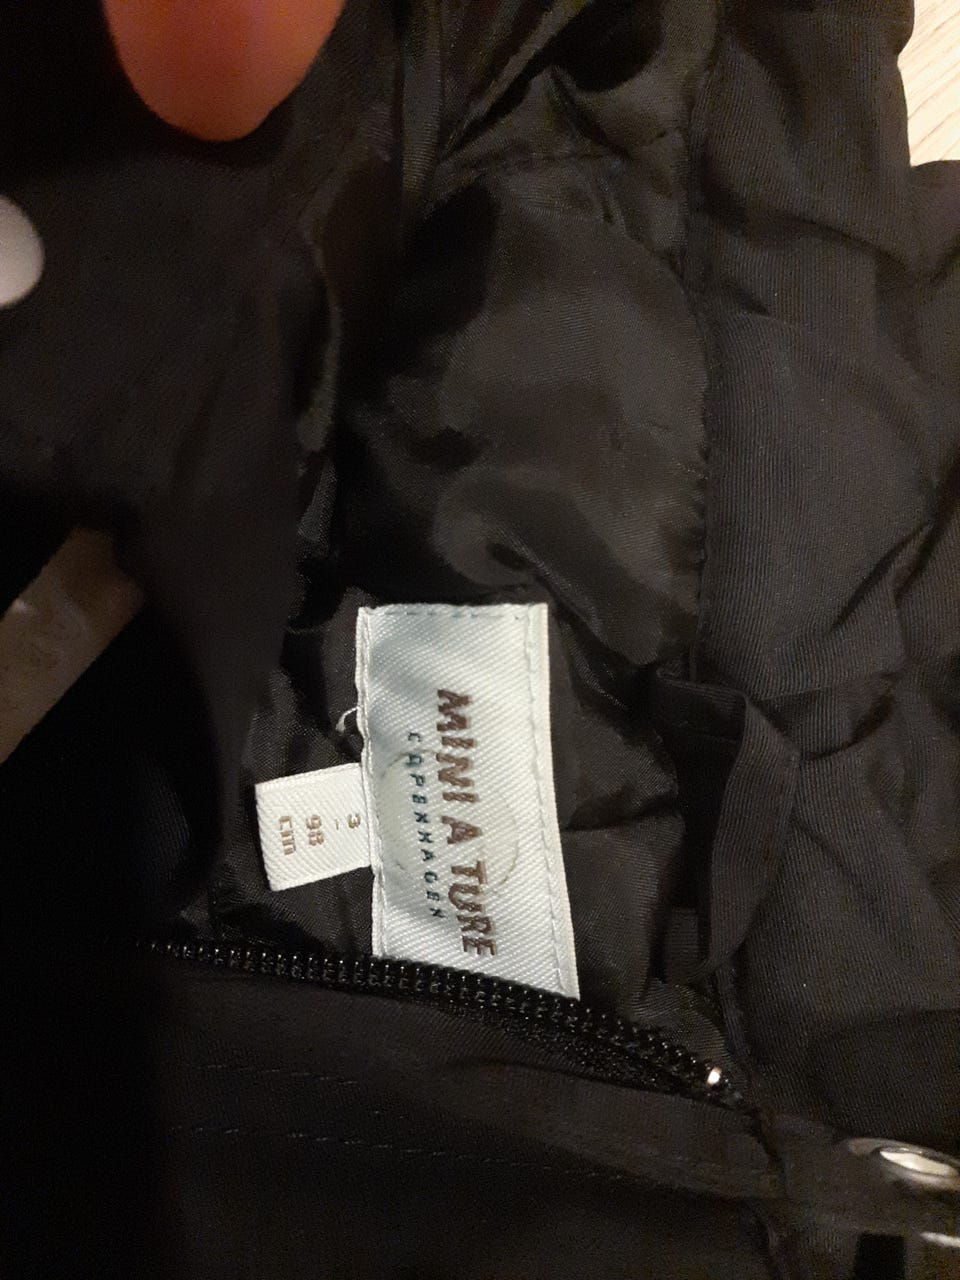 MINI A TURE
COPENHAGEN
3
-
98
cm